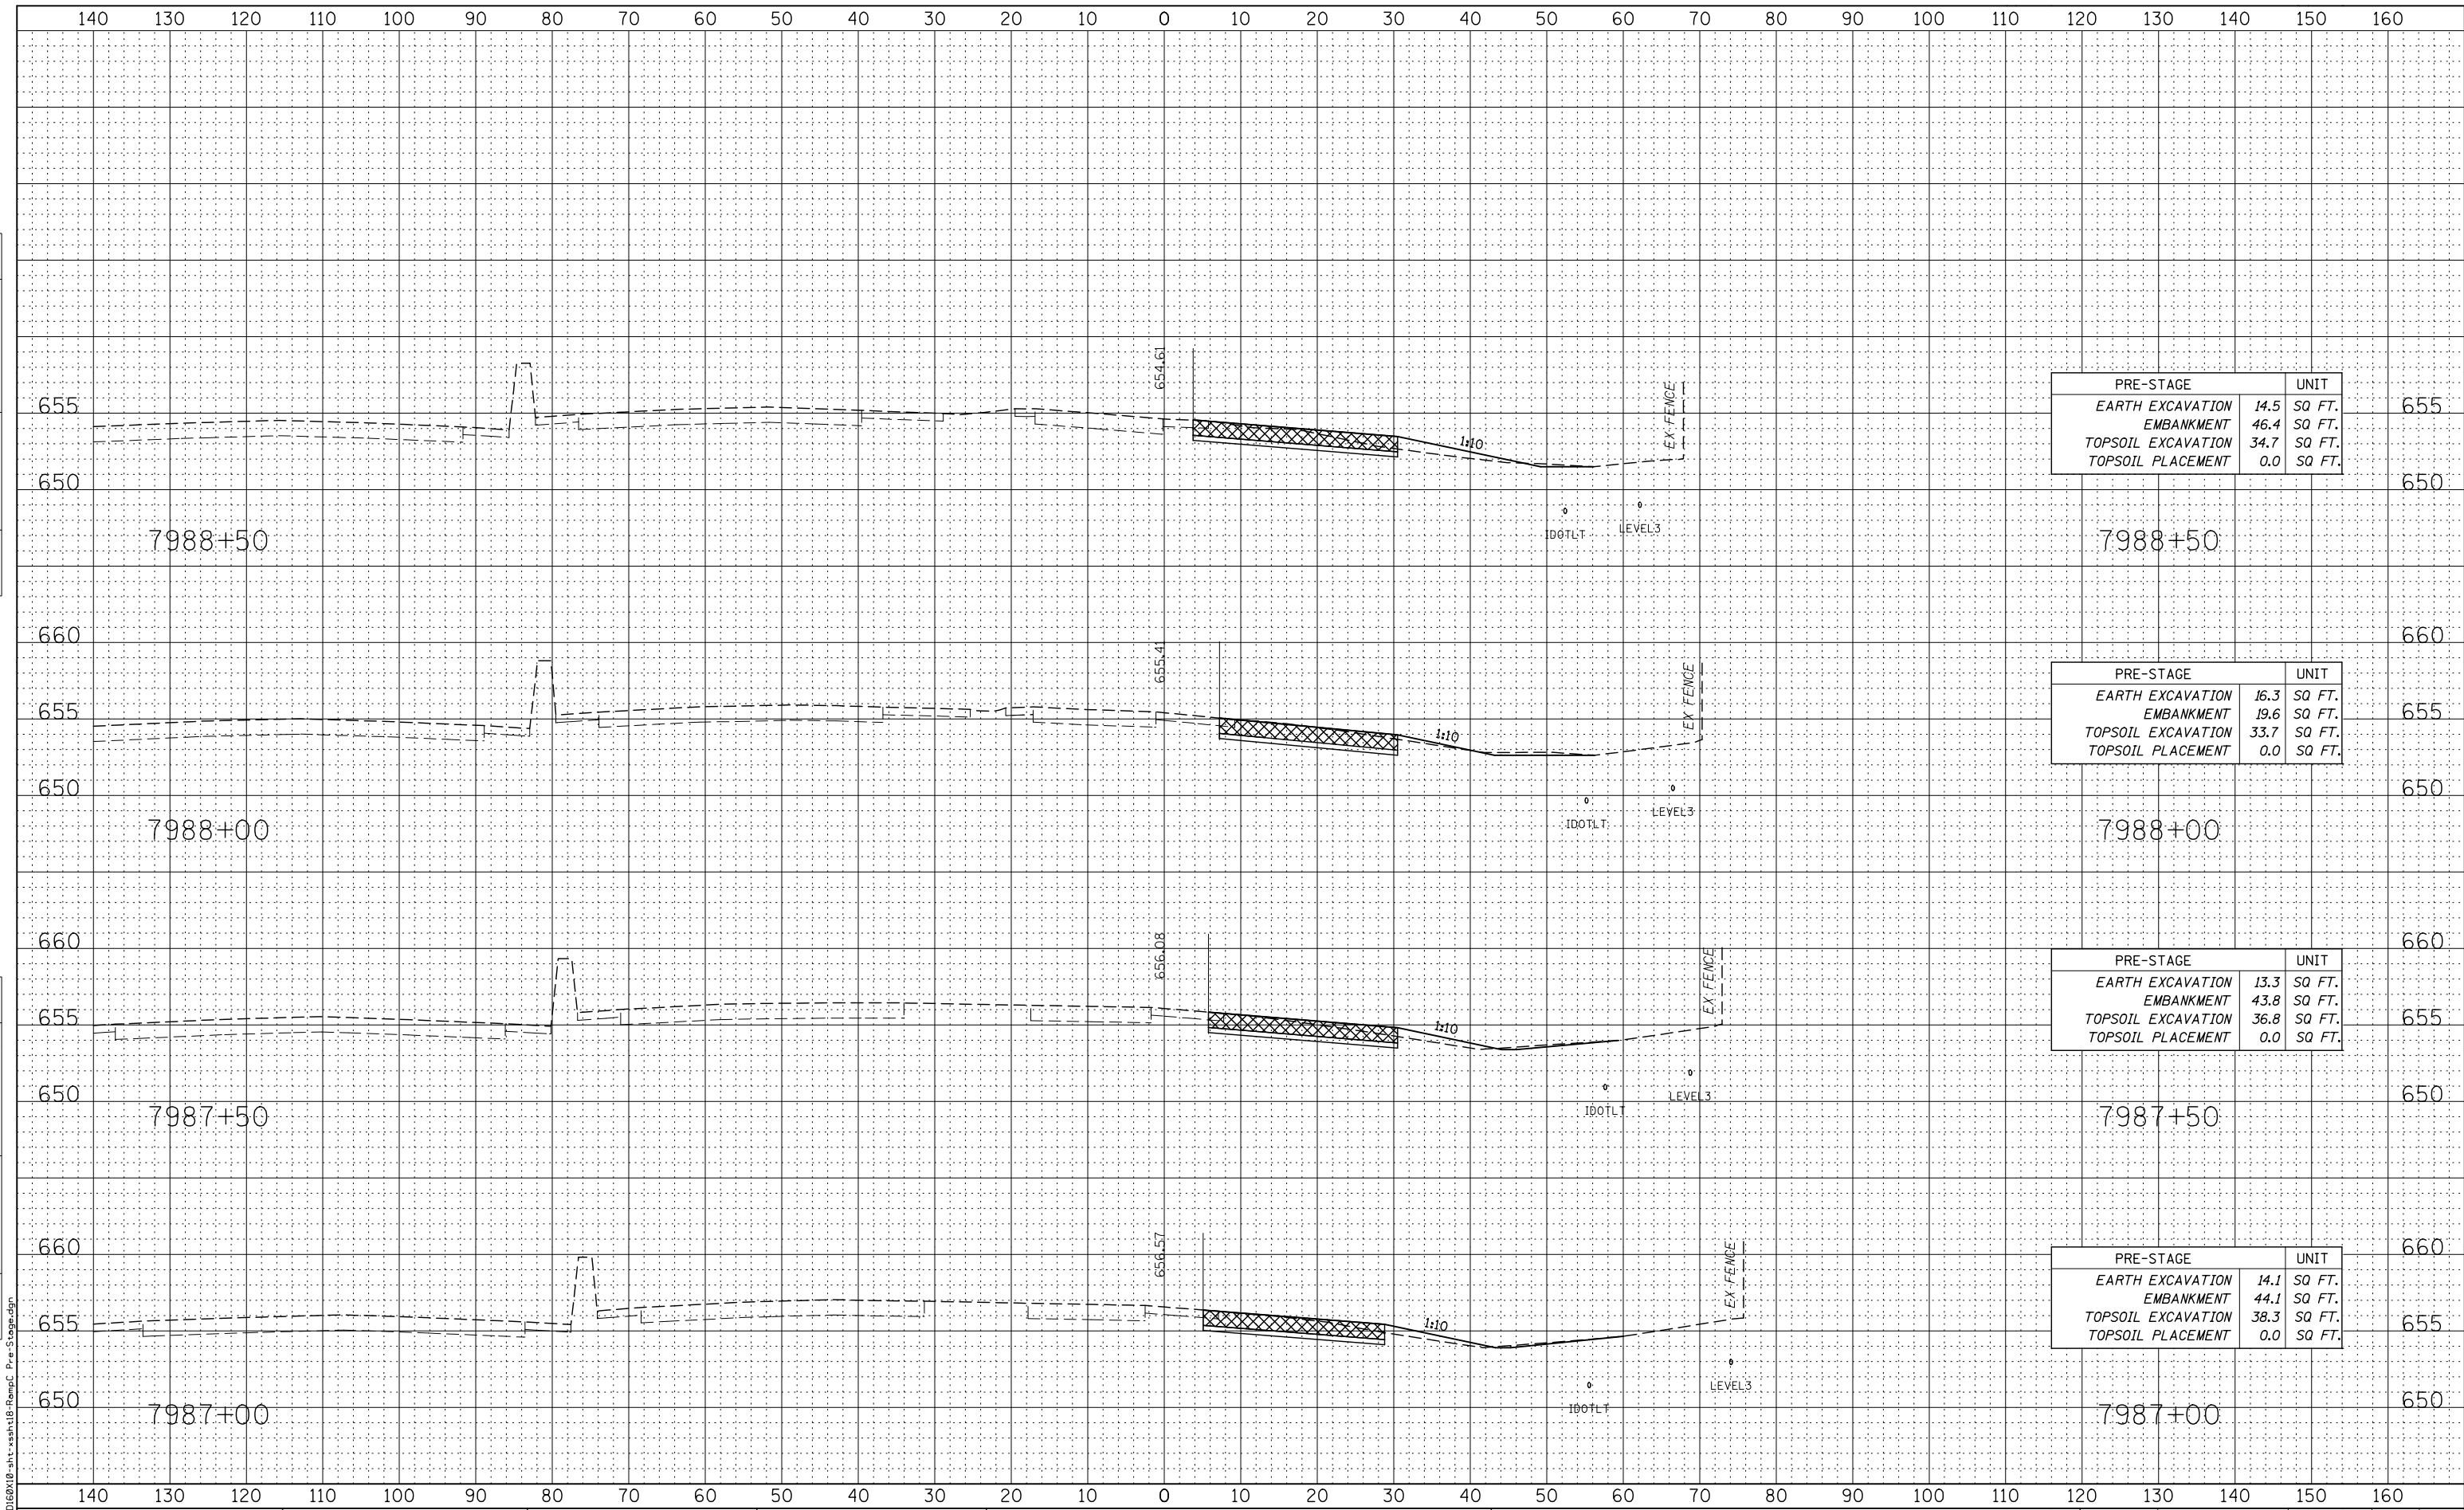 140 130 120 110 100 90 80 70 60 50 40 30 20 10 0 10 20 30 40 50 60 70 80 90 100 110 120 130 140 150 160
654.61
EX FENCE
PRE-STAGE UNIT
EARTH EXCAVATION 14.5 SQ FT.
EMBANKMENT 46.4 SQ FT.
TOPSOIL EXCAVATION 34.7 SQ FT.
TOPSOIL PLACEMENT 0.0 SQ FT.
655 655
1:10
650 650
IDOTLT LEVEL3
7988+50 7988+50
660 660
655.41
EX FENCE
PRE-STAGE UNIT
EARTH EXCAVATION 16.3 SQ FT.
EMBANKMENT 19.6 SQ FT.
TOPSOIL EXCAVATION 33.7 SQ FT.
TOPSOIL PLACEMENT 0.0 SQ FT.
655 655
1:10
650 650
IDOTLT LEVEL3
7988+00 7988+00
660 660
656.08
EX FENCE
PRE-STAGE UNIT
EARTH EXCAVATION 13.3 SQ FT.
EMBANKMENT 43.8 SQ FT.
TOPSOIL EXCAVATION 36.8 SQ FT.
TOPSOIL PLACEMENT 0.0 SQ FT.
655 655
1:10
650 650
IDOTLT LEVEL3
7987+50 7987+50
660 660
656.57
EX FENCE
PRE-STAGE UNIT
EARTH EXCAVATION 14.1 SQ FT.
EMBANKMENT 44.1 SQ FT.
TOPSOIL EXCAVATION 38.3 SQ FT.
TOPSOIL PLACEMENT 0.0 SQ FT.
655 655
1:10
650 650
IDOTLT LEVEL3
7987+00 7987+00
D160X10-sht-xssht18-RampC Pre-Stage.dgn
140 130 120 110 100 90 80 70 60 50 40 30 20 10 0 10 20 30 40 50 60 70 80 90 100 110 120 130 140 150 160